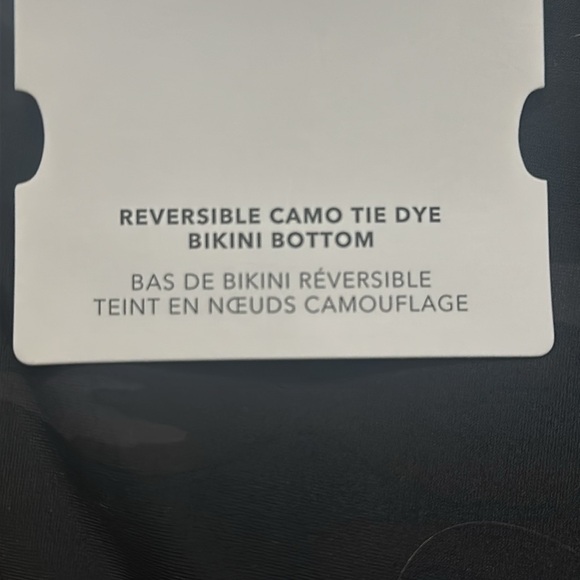 REVERSIBLE CAMO TIE DYE
BIKINI BOTTOM
BAS DE BIKINI RÉVERSIBLE
TEINT EN NŒUDS CAMOUFLAGE